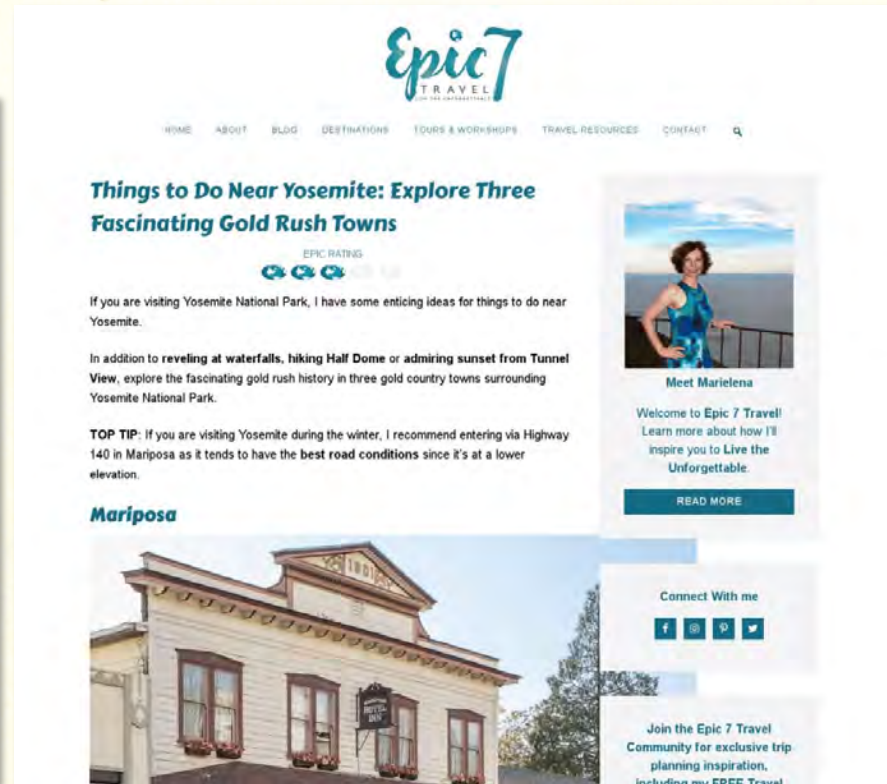 Epic 7
TRAVEL
HOME ABOUT BLOG DESTINATIONS TOURS & WORKSHOPS TRAVEL RESOURCES CONTACT
Things to Do Near Yosemite: Explore Three
Fascinating Gold Rush Towns
EPIC RATING
If you are visiting Yosemite National Park, I have some enticing ideas for things to do near
Yosemite.
In addition to reveling at waterfalls, hiking Half Dome or admiring sunset from Tunnel
View, explore the fascinating gold rush history in three gold country towns surrounding
Yosemite National Park.
TOP TIP: If you are visiting Yosemite during the winter, I recommend entering via Highway
140 in Mariposa as it tends to have the best road conditions since it's at a lower
elevation.
Mariposa
1901
HOTEL
INN
Meet Marielena
Welcome to Epic 7 Travel!
Learn more about how I'll
inspire you to Live the
Unforgettable.
READ MORE
Connect With me
Join the Epic 7 Travel
Community for exclusive trip
planning inspiration,
including my FREE Travel